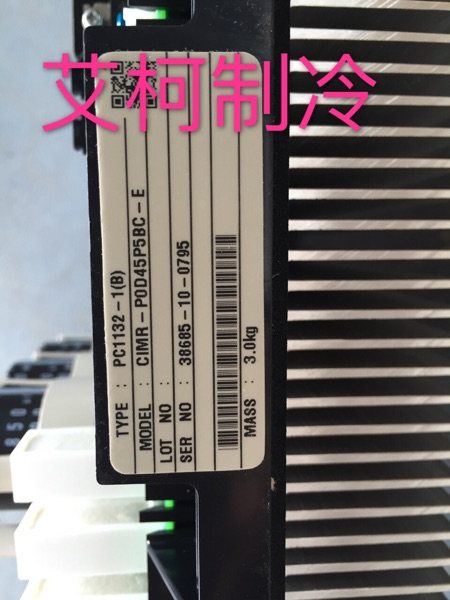 艾柯制冷
TYPE : PC1132-1(B)
MODEL : CIMR-P0D45P5BC-E
LOT NO :
SER NO : 38685-10-0795
MASS : 3.0kg
850